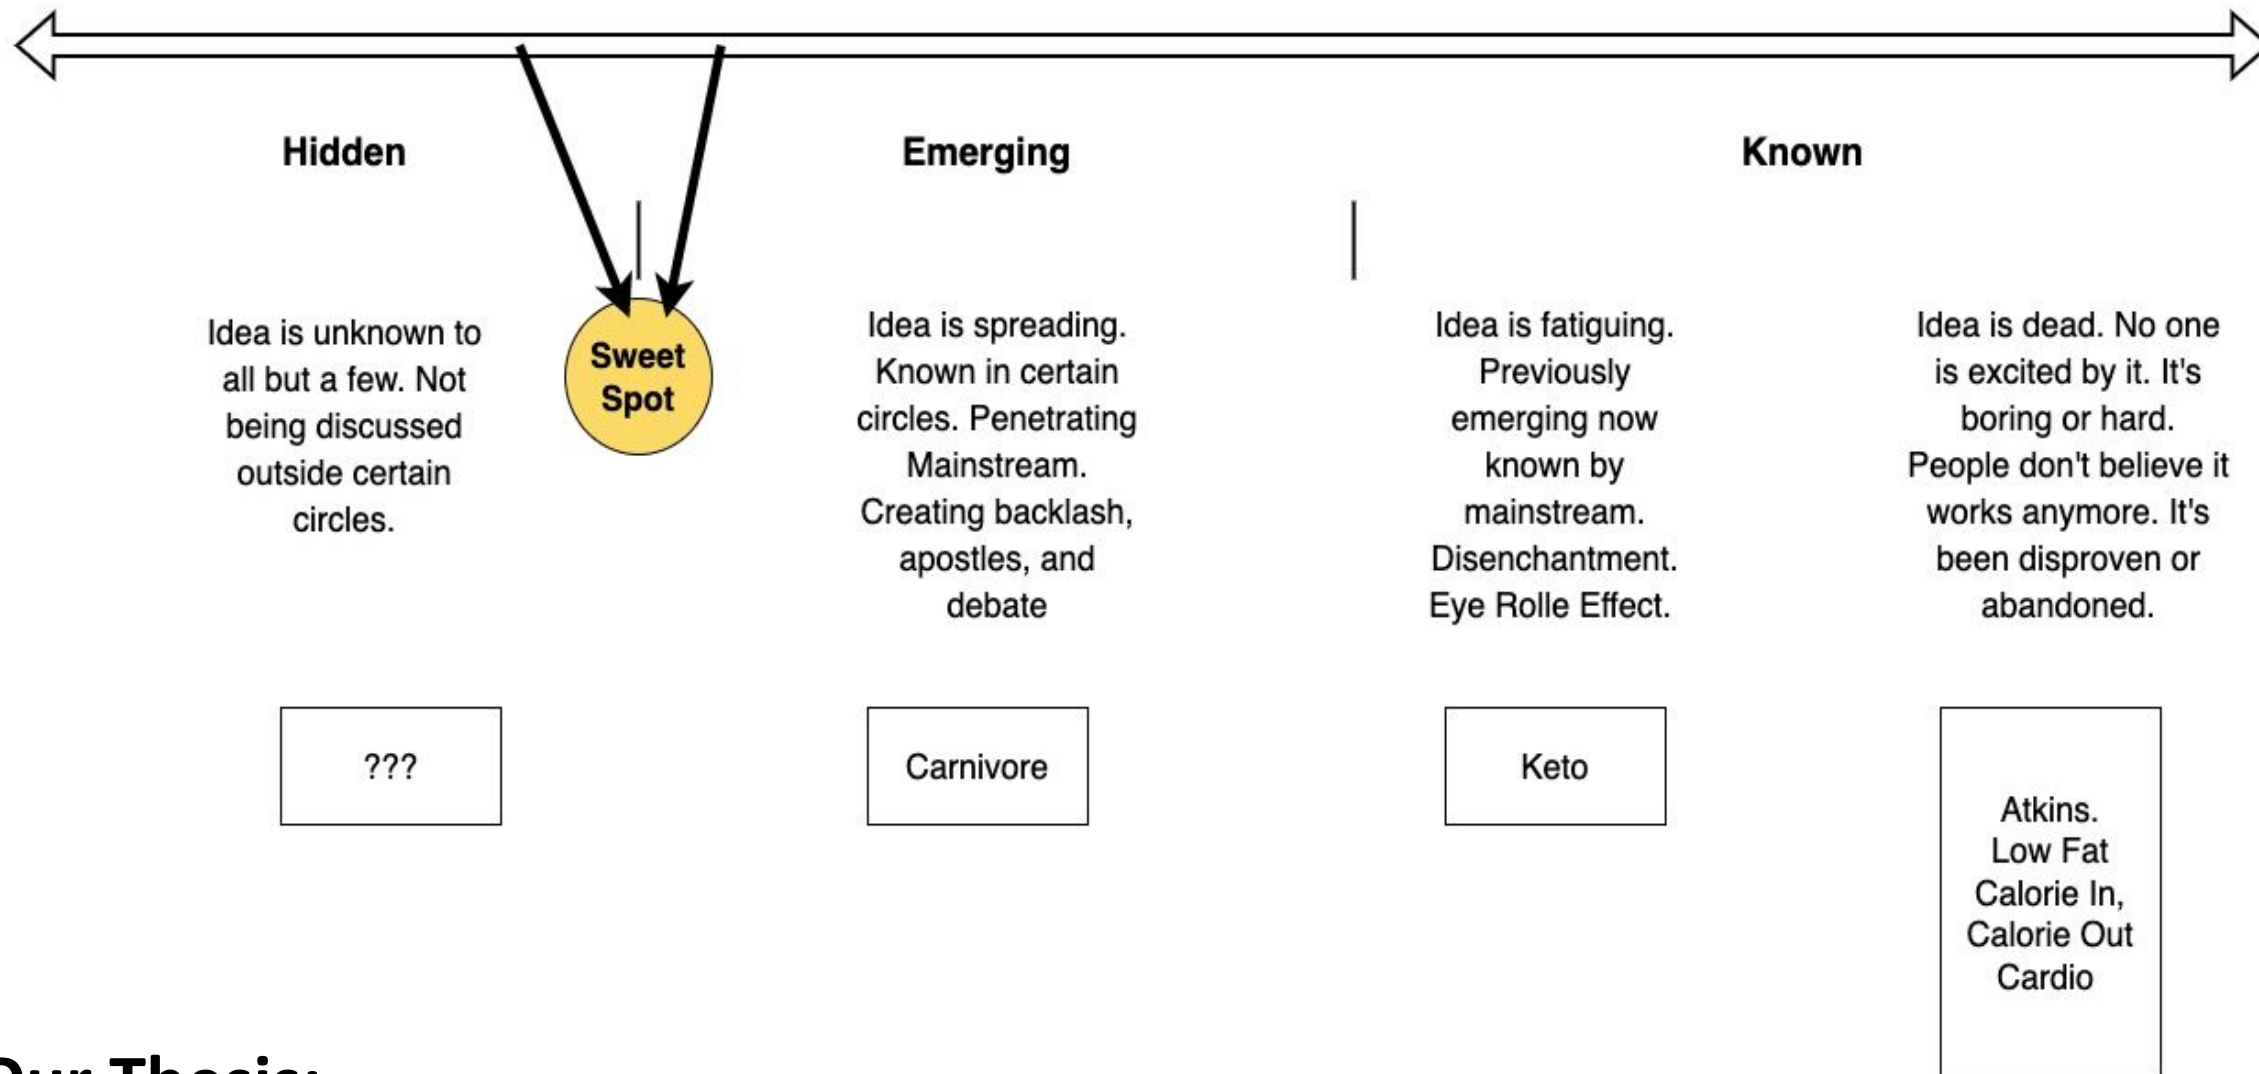 Hidden
Emerging
Known
Sweet
Spot
Idea is unknown to
all but a few. Not
being discussed
outside certain
circles.
Idea is spreading.
Known in certain
circles. Penetrating
Mainstream.
Creating backlash,
apostles, and
debate
Idea is fatiguing.
Previously
emerging now
known by
mainstream.
Disenchantment.
Eye Rolle Effect.
Idea is dead. No one
is excited by it. It's
boring or hard.
People don't believe it
works anymore. It's
been disproven or
abandoned.
???
Carnivore
Keto
Atkins.
Low Fat
Calorie In,
Calorie Out
Cardio
Our Thesis: